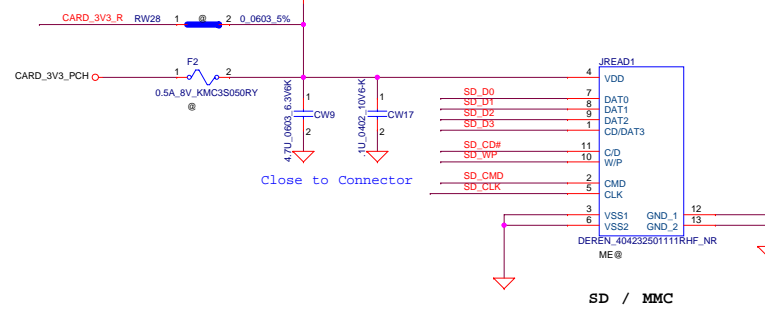 CARD_3V3_R RW28 1 @ 2 0_0603_5%
F2
CARD_3V3_PCH 1 2
0.5A_8V_KMC3S050RY
@
4.7U_0603_6.3V6K
1
CW9
2
.1U_0402_10V6-K
1
CW17
2
Close to Connector
JREAD1
4 VDD
SD_D0 7 DAT0
SD_D1 8 DAT1
SD_D2 9 DAT2
SD_D3 1 CD/DAT3
SD_CD# 11 C/D
SD_WP 10 W/P
SD_CMD 2 CMD
SD_CLK 5 CLK
3 VSS1 GND_1 12
6 VSS2 GND_2 13
DEREN_404232501111RHF_NR
ME@
SD / MMC